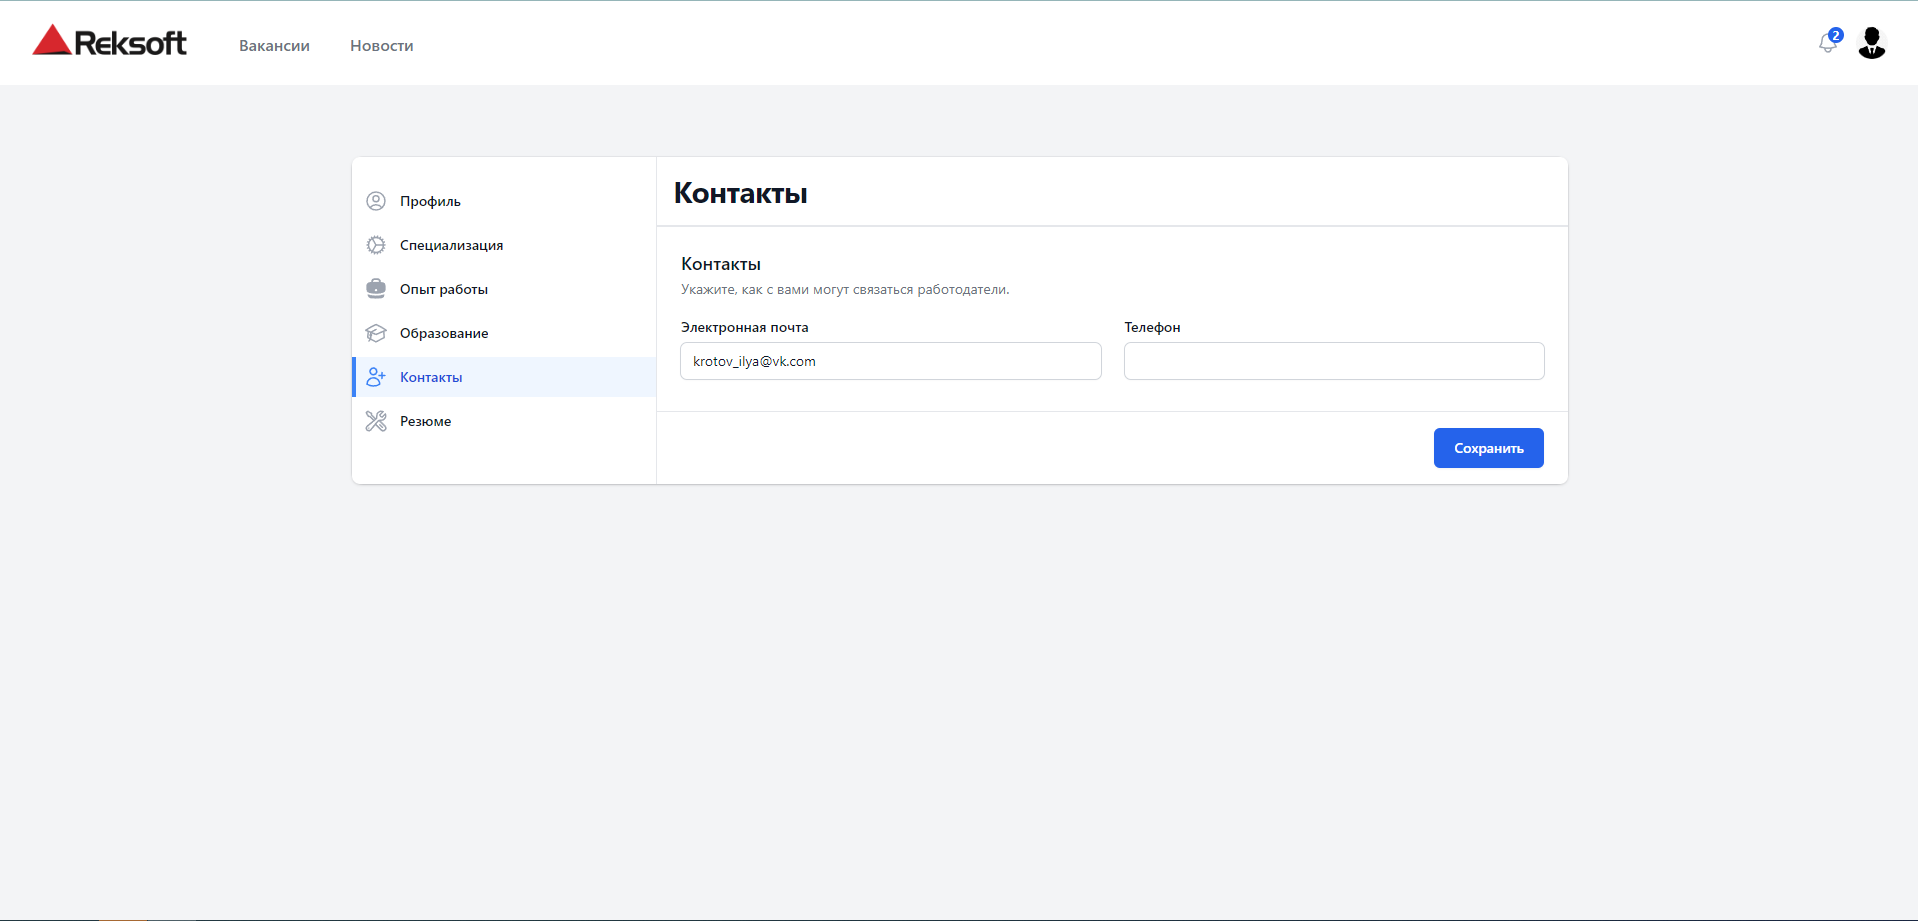 Reksoft
Вакансии
Новости
2
Профиль
Специализация
Опыт работы
Образование
Контакты
Резюме
Контакты
Контакты
Укажите, как с вами могут связаться работодатели.
Электронная почта
krotov_ilya@vk.com
Телефон
Сохранить